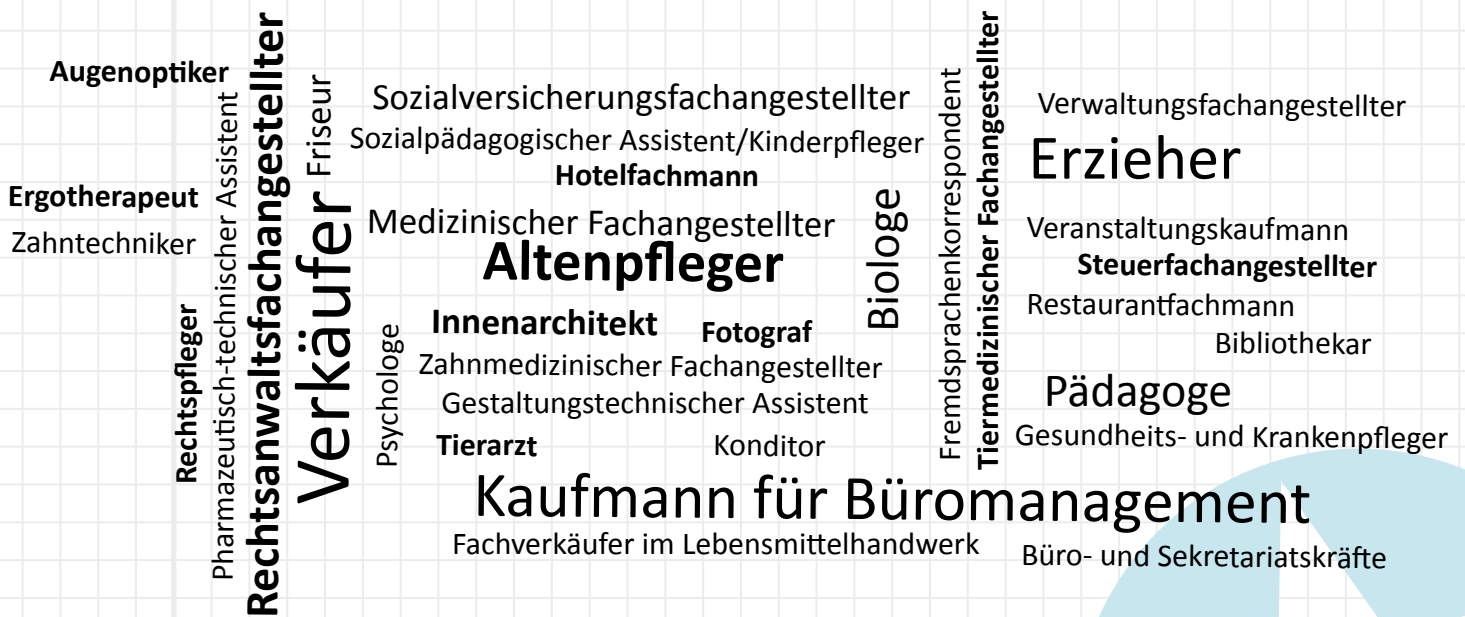 Augenoptiker
Ergotherapeut
Zahntechniker
Rechtspfleger
Pharmazeutisch-technischer Assistent
Rechtsanwaltsfachangestellter
Verkäufer
Friseur
Sozialversicherungsfachangestellter
Sozialpädagogischer Assistent/Kinderpfleger
Hotelfachmann
Medizinischer Fachangestellter
Altenpfleger
Innenarchitekt
Fotograf
Psychologe
Zahnmedizinischer Fachangestellter
Gestaltungstechnischer Assistent
Tierarzt
Konditor
Biologe
Fremdsprachenkorrespondent
Tiermedizinischer Fachangestellter
Verwaltungsfachangestellter
Erzieher
Veranstaltungskaufmann
Steuerfachangestellter
Restaurantfachmann
Bibliothekar
Pädagoge
Gesundheits- und Krankenpfleger
Kaufmann für Büromanagement
Fachverkäufer im Lebensmittelhandwerk
Büro- und Sekretariatskräfte